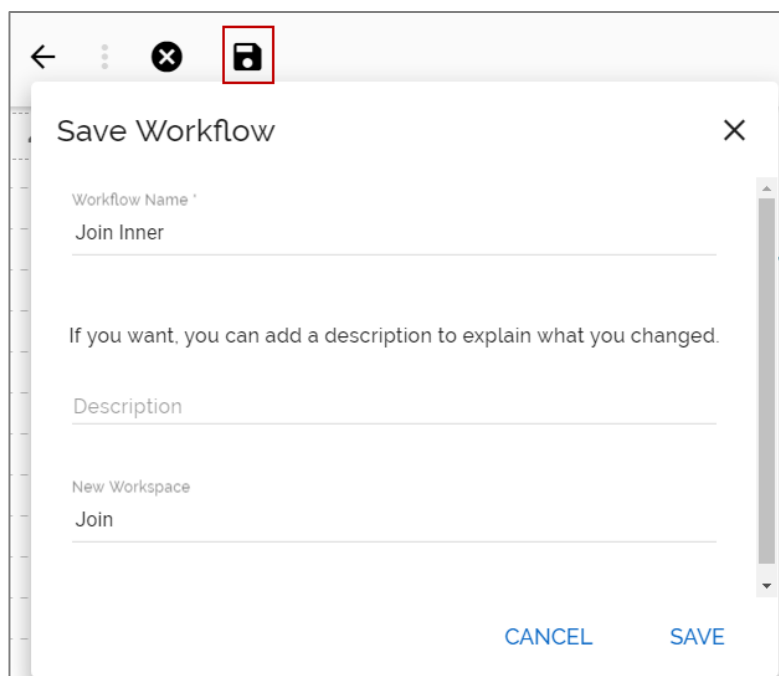 Save Workflow
Workflow Name *
Join Inner
If you want, you can add a description to explain what you changed.
Description
New Workspace
Join
CANCEL SAVE